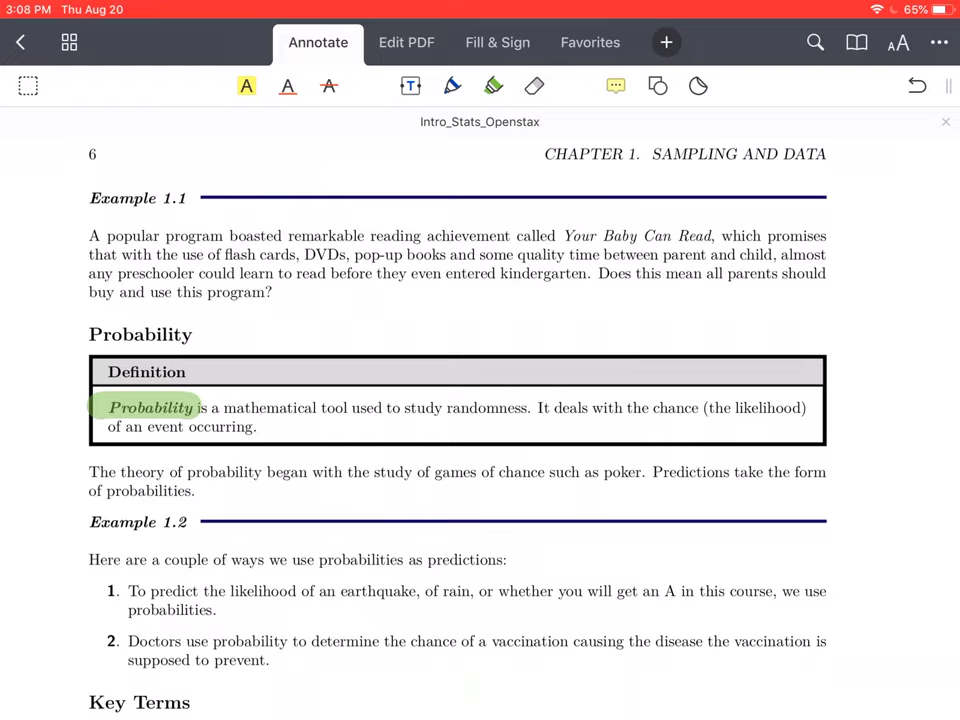 3:08 PM Thu Aug 20 65%
Annotate Edit PDF Fill & Sign Favorites + AA
A A A T
Intro_Stats_Openstax
6 CHAPTER 1. SAMPLING AND DATA
Example 1.1
A popular program boasted remarkable reading achievement called Your Baby Can Read, which promises
that with the use of flash cards, DVDs, pop-up books and some quality time between parent and child, almost
any preschooler could learn to read before they even entered kindergarten. Does this mean all parents should
buy and use this program?
Probability
Definition
Probability is a mathematical tool used to study randomness. It deals with the chance (the likelihood)
of an event occurring.
The theory of probability began with the study of games of chance such as poker. Predictions take the form
of probabilities.
Example 1.2
Here are a couple of ways we use probabilities as predictions:
1. To predict the likelihood of an earthquake, of rain, or whether you will get an A in this course, we use
probabilities.
2. Doctors use probability to determine the chance of a vaccination causing the disease the vaccination is
supposed to prevent.
Key Terms